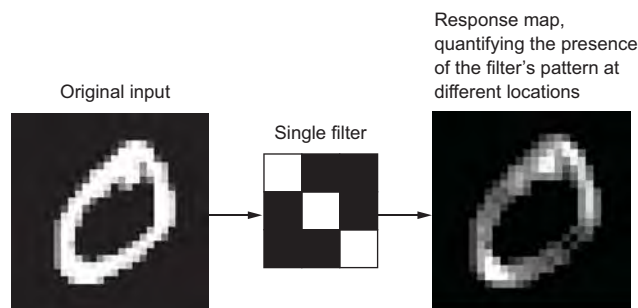 Original input
Single filter
Response map,
quantifying the presence
of the filter's pattern at
different locations